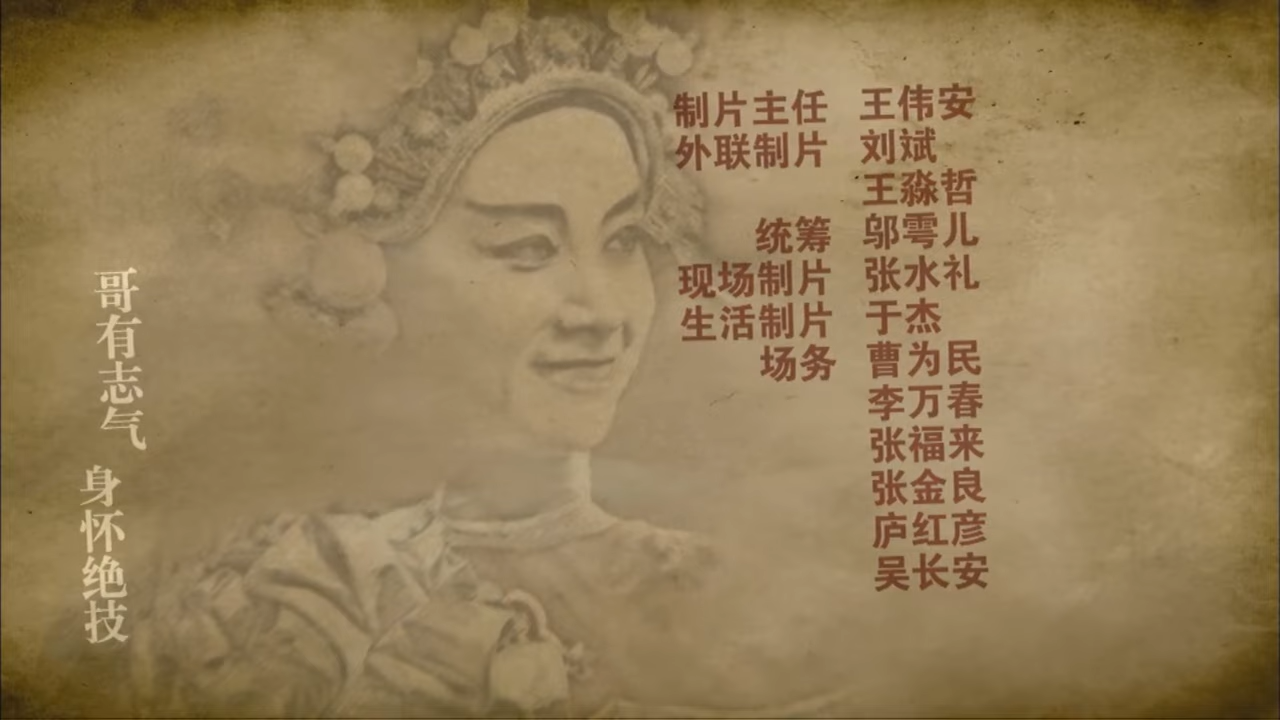 制片主任 王伟安
外联制片 刘斌
王淼哲
统筹 邬雩儿
现场制片 张水礼
生活制片 于杰
场务 曹为民
李万春
张福来
张金良
庐红彦
吴长安
哥有志气
身怀绝技